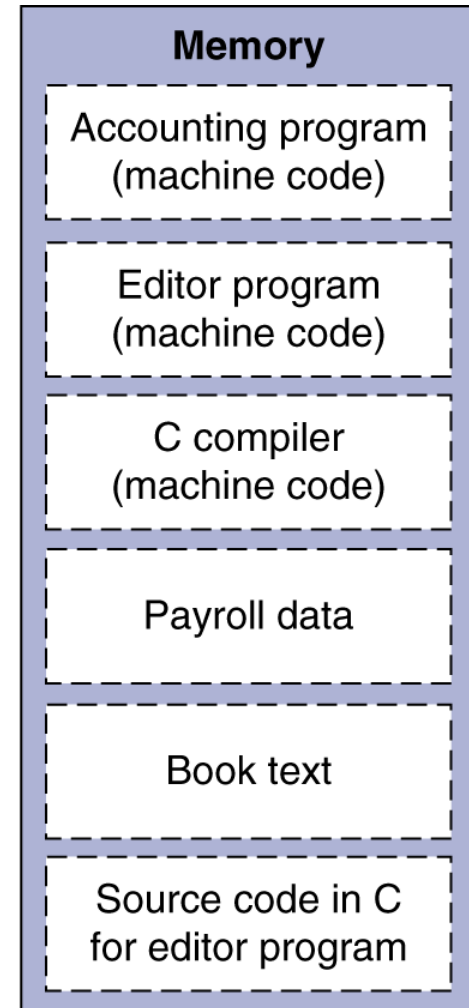 Memory
Accounting program
(machine code)
Editor program
(machine code)
C compiler
(machine code)
Payroll data
Book text
Source code in C
for editor program